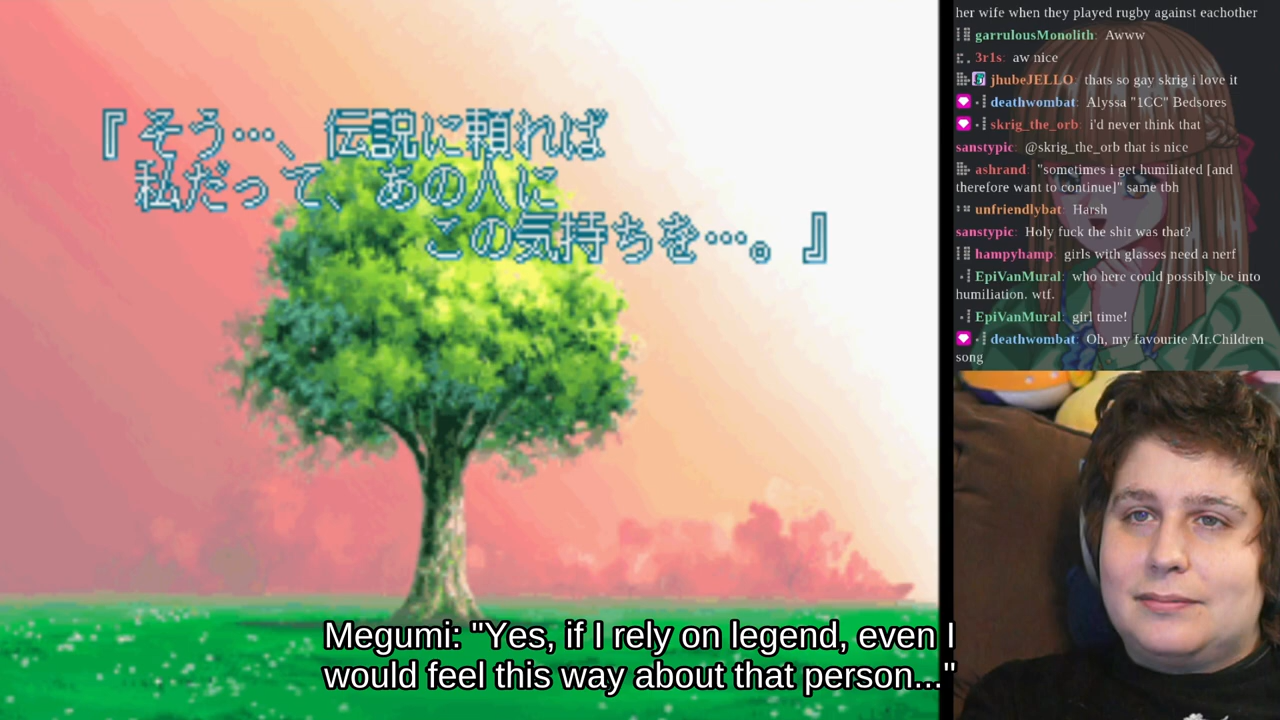 『そう…、伝説に頼れば
私だって、あの人に
この気持ちを…。』
Megumi: "Yes, if I rely on legend, even I
would feel this way about that person..."
her wife when they played rugby against eachother
garrulousMonolith: Awww
3r1s: aw nice
jhubeJELLO: thats so gay skrig i love it
deathwombat: Alyssa "1CC" Bedsores
skrig_the_orb: i'd never think that
sanstypic: @skrig_the_orb that is nice
ashrand: "sometimes i get humiliated [and
therefore want to continue]" same tbh
unfriendlybat: Harsh
sanstypic: Holy fuck the shit was that?
hampyhamp: girls with glasses need a nerf
EpiVanMural: who here could possibly be into
humiliation. wtf.
EpiVanMural: girl time!
deathwombat: Oh, my favourite Mr.Children
song